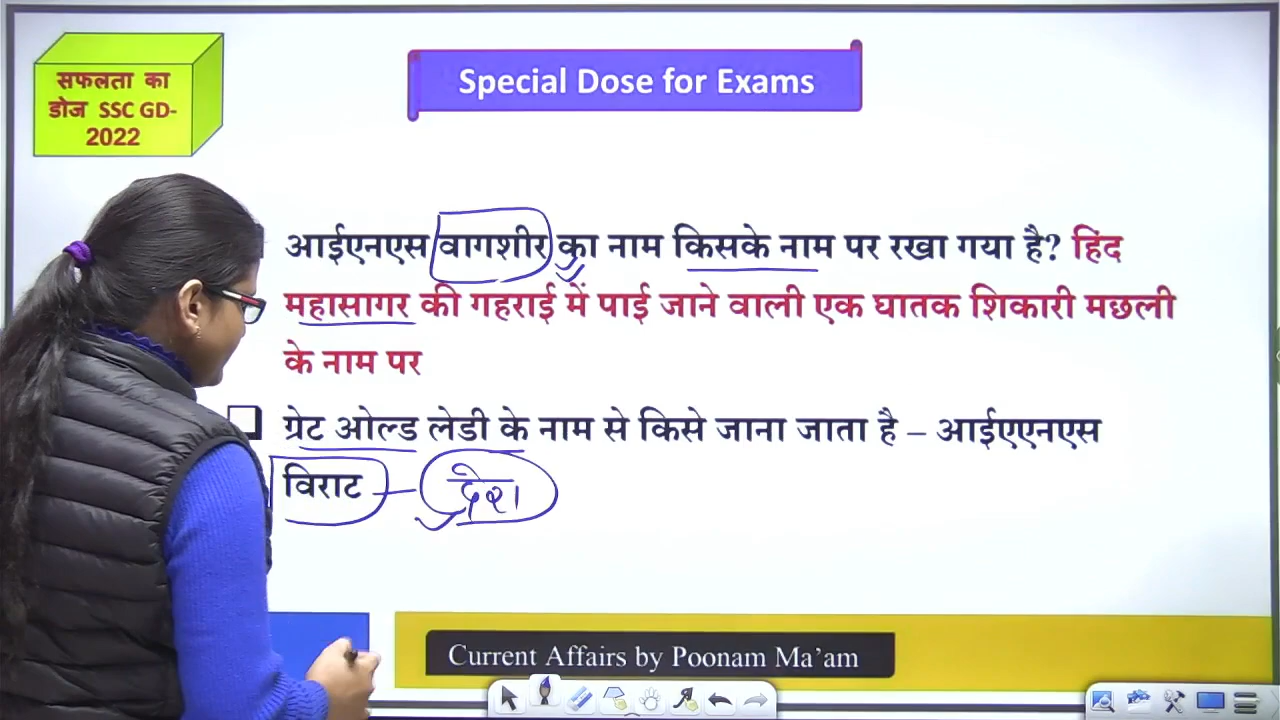 सफलता का
डोज SSC GD-
2022
Special Dose for Exams
आईएनएस वागशीर का नाम किसके नाम पर रखा गया है? हिंद
महासागर की गहराई में पाई जाने वाली एक घातक शिकारी मछली
के नाम पर
ग्रेट ओल्ड लेडी के नाम से किसे जाना जाता है – आईएएनएस
विराट – देश
Current Affairs by Poonam Ma'am